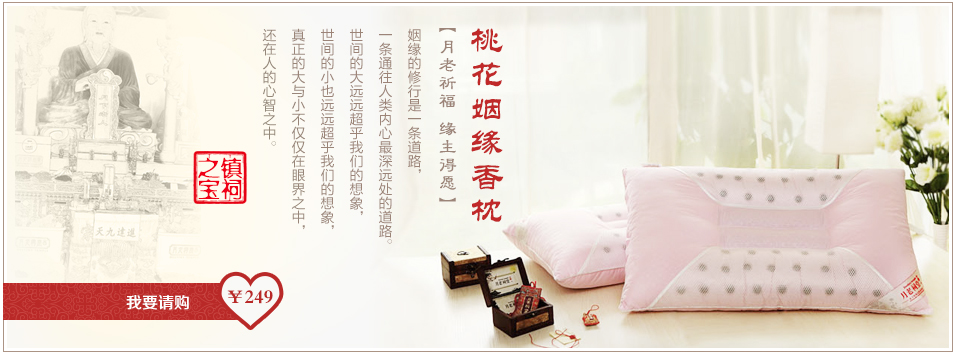 桃花姻缘香枕
【月老祈福 缘主得愿】
姻缘的修行是一条道路，
一条通往人类内心最深远处的道路。
世间的大远远超乎我们的想象，
世间的小也远远超乎我们的想象，
真正的大与小不仅仅在眼界之中，
还在人的心智之中。
镇祠之宝
我要请购
￥249